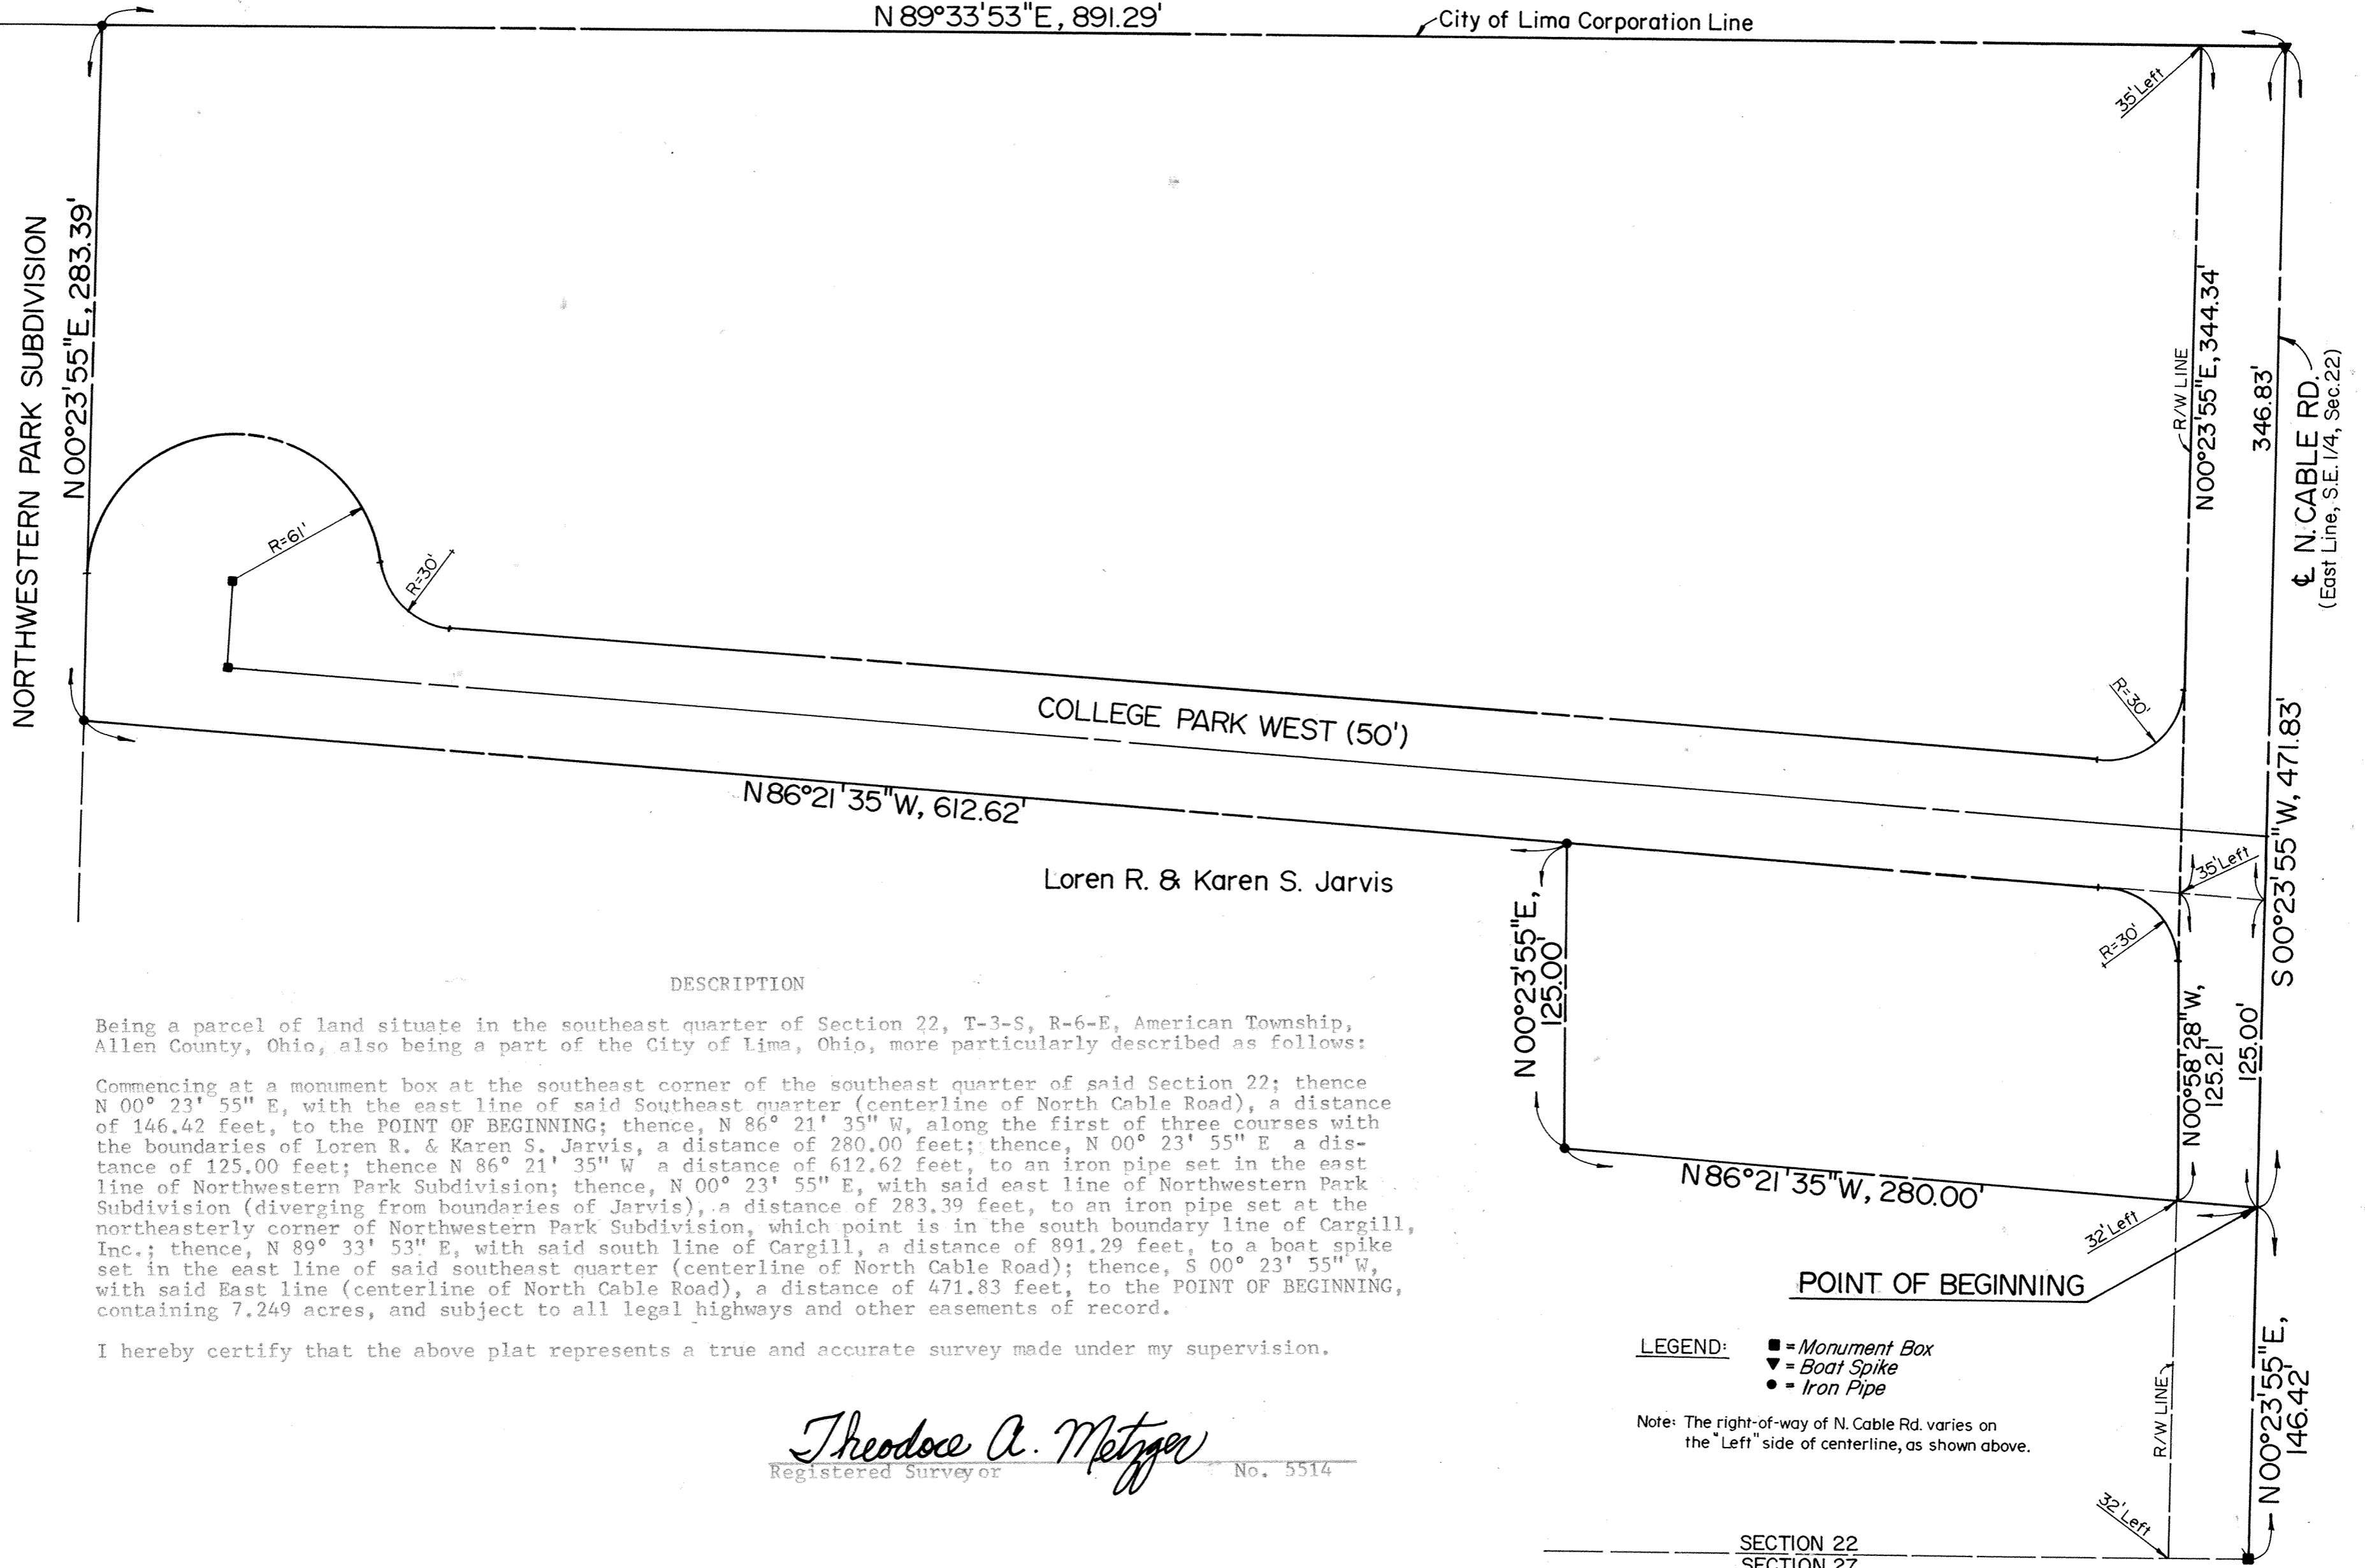 N 89°33'53"E, 891.29'
City of Lima Corporation Line
35' Left
NORTHWESTERN PARK SUBDIVISION
N 00°23'55"E, 283.39'
R=61'
R=30'
R/W LINE
N00°23'55"E, 344.34'
346.83'
℄ N. CABLE RD.
(East Line, S.E. 1/4, Sec. 22)
R=30'
COLLEGE PARK WEST (50')
N 86°21'35"W, 612.62'
S 00°23'55"W, 471.83'
Loren R. & Karen S. Jarvis
35' Left
R=30'
N 00°23'55"E,
125.00'
N00°58'28"W,
125.21'
125.00'
N 86°21'35"W, 280.00'
32' Left
POINT OF BEGINNING
DESCRIPTION
Being a parcel of land situate in the southeast quarter of Section 22, T-3-S, R-6-E, American Township,
Allen County, Ohio, also being a part of the City of Lima, Ohio, more particularly described as follows:
Commencing at a monument box at the southeast corner of the southeast quarter of said Section 22; thence
N 00° 23' 55" E, with the east line of said Southeast quarter (centerline of North Cable Road), a distance
of 146.42 feet, to the POINT OF BEGINNING; thence, N 86° 21' 35" W, along the first of three courses with
the boundaries of Loren R. & Karen S. Jarvis, a distance of 280.00 feet; thence, N 00° 23' 55" E a dis-
tance of 125.00 feet; thence N 86° 21' 35" W a distance of 612.62 feet, to an iron pipe set in the east
line of Northwestern Park Subdivision; thence, N 00° 23' 55" E, with said east line of Northwestern Park
Subdivision (diverging from boundaries of Jarvis), a distance of 283.39 feet, to an iron pipe set at the
northeasterly corner of Northwestern Park Subdivision, which point is in the south boundary line of Cargill,
Inc.; thence, N 89° 33' 53" E, with said south line of Cargill, a distance of 891.29 feet, to a boat spike
set in the east line of said southeast quarter (centerline of North Cable Road); thence, S 00° 23' 55" W,
with said East line (centerline of North Cable Road), a distance of 471.83 feet, to the POINT OF BEGINNING,
containing 7.249 acres, and subject to all legal highways and other easements of record.
I hereby certify that the above plat represents a true and accurate survey made under my supervision.
Theodore A. Metzger
Registered Surveyor No. 5514
LEGEND:
■ = Monument Box
▼ = Boat Spike
● = Iron Pipe
Note: The right-of-way of N. Cable Rd. varies on
the "Left" side of centerline, as shown above.
R/W LINE
N00°23'55"E,
146.42'
32' Left
SECTION 22
SECTION 27